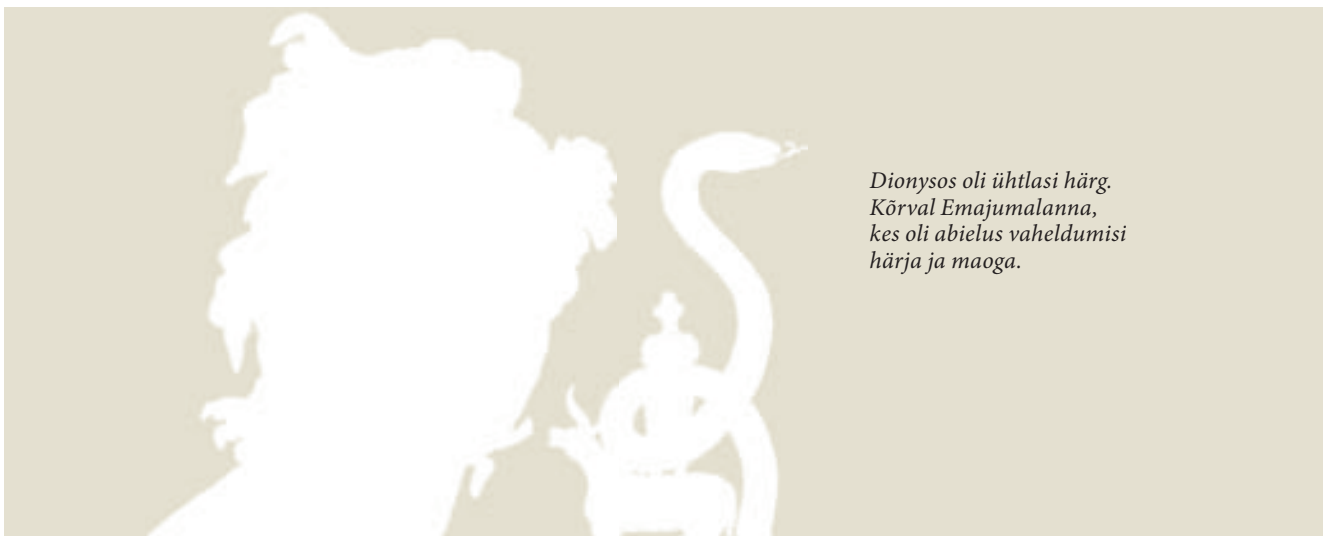 Dionysos oli ühtlasi härg.
Kõrval Emajumalanna,
kes oli abielus vaheldumisi
härja ja maoga.